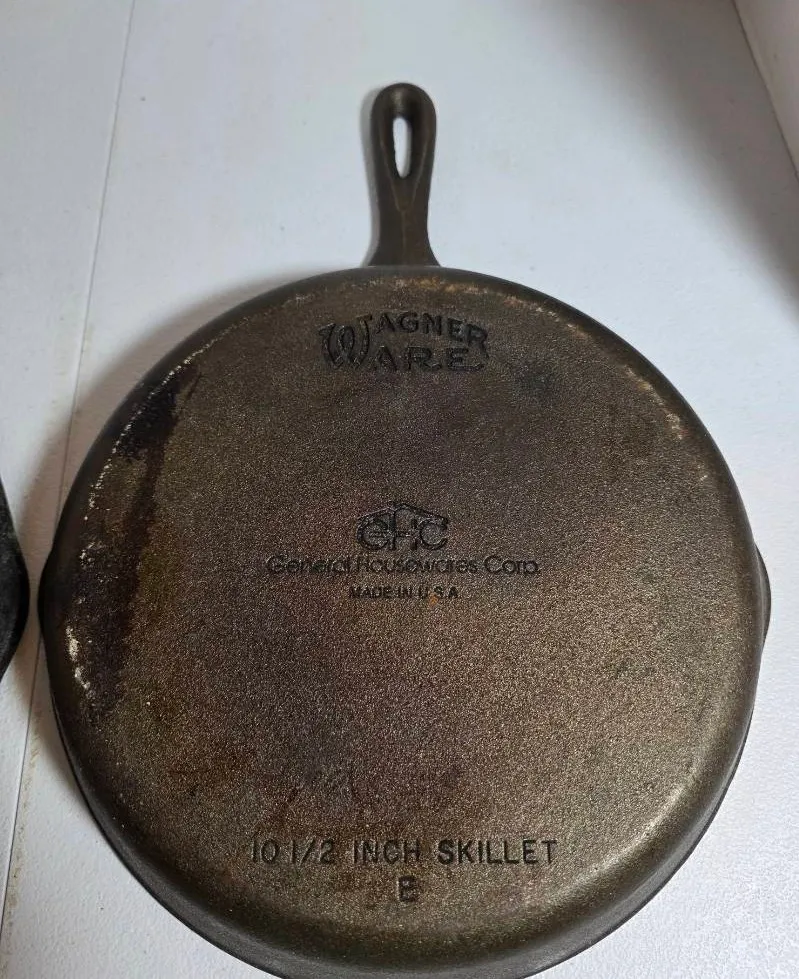 WAGNER
WARE
GHC
General Housewares Corp.
MADE IN U.S.A
10 1/2 INCH SKILLET
B